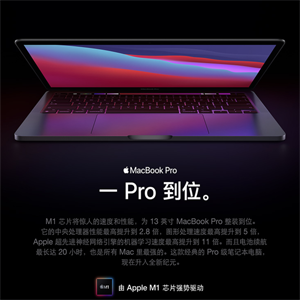 MacBook Pro
一 Pro 到位。
M1 芯片将惊人的速度和性能，为 13 英寸 MacBook Pro 整装到位。
它的中央处理器性能最高提升到 2.8 倍，图形处理速度最高提升到 5 倍，
Apple 超先进神经网络引擎的机器学习速度最高提升到 11 倍。而且电池续航
最长达 20 小时，也是所有 Mac 里最强的。这款经典的 Pro 级笔记本电脑，
现在升入全新纪元。
由 Apple M1 芯片强势驱动